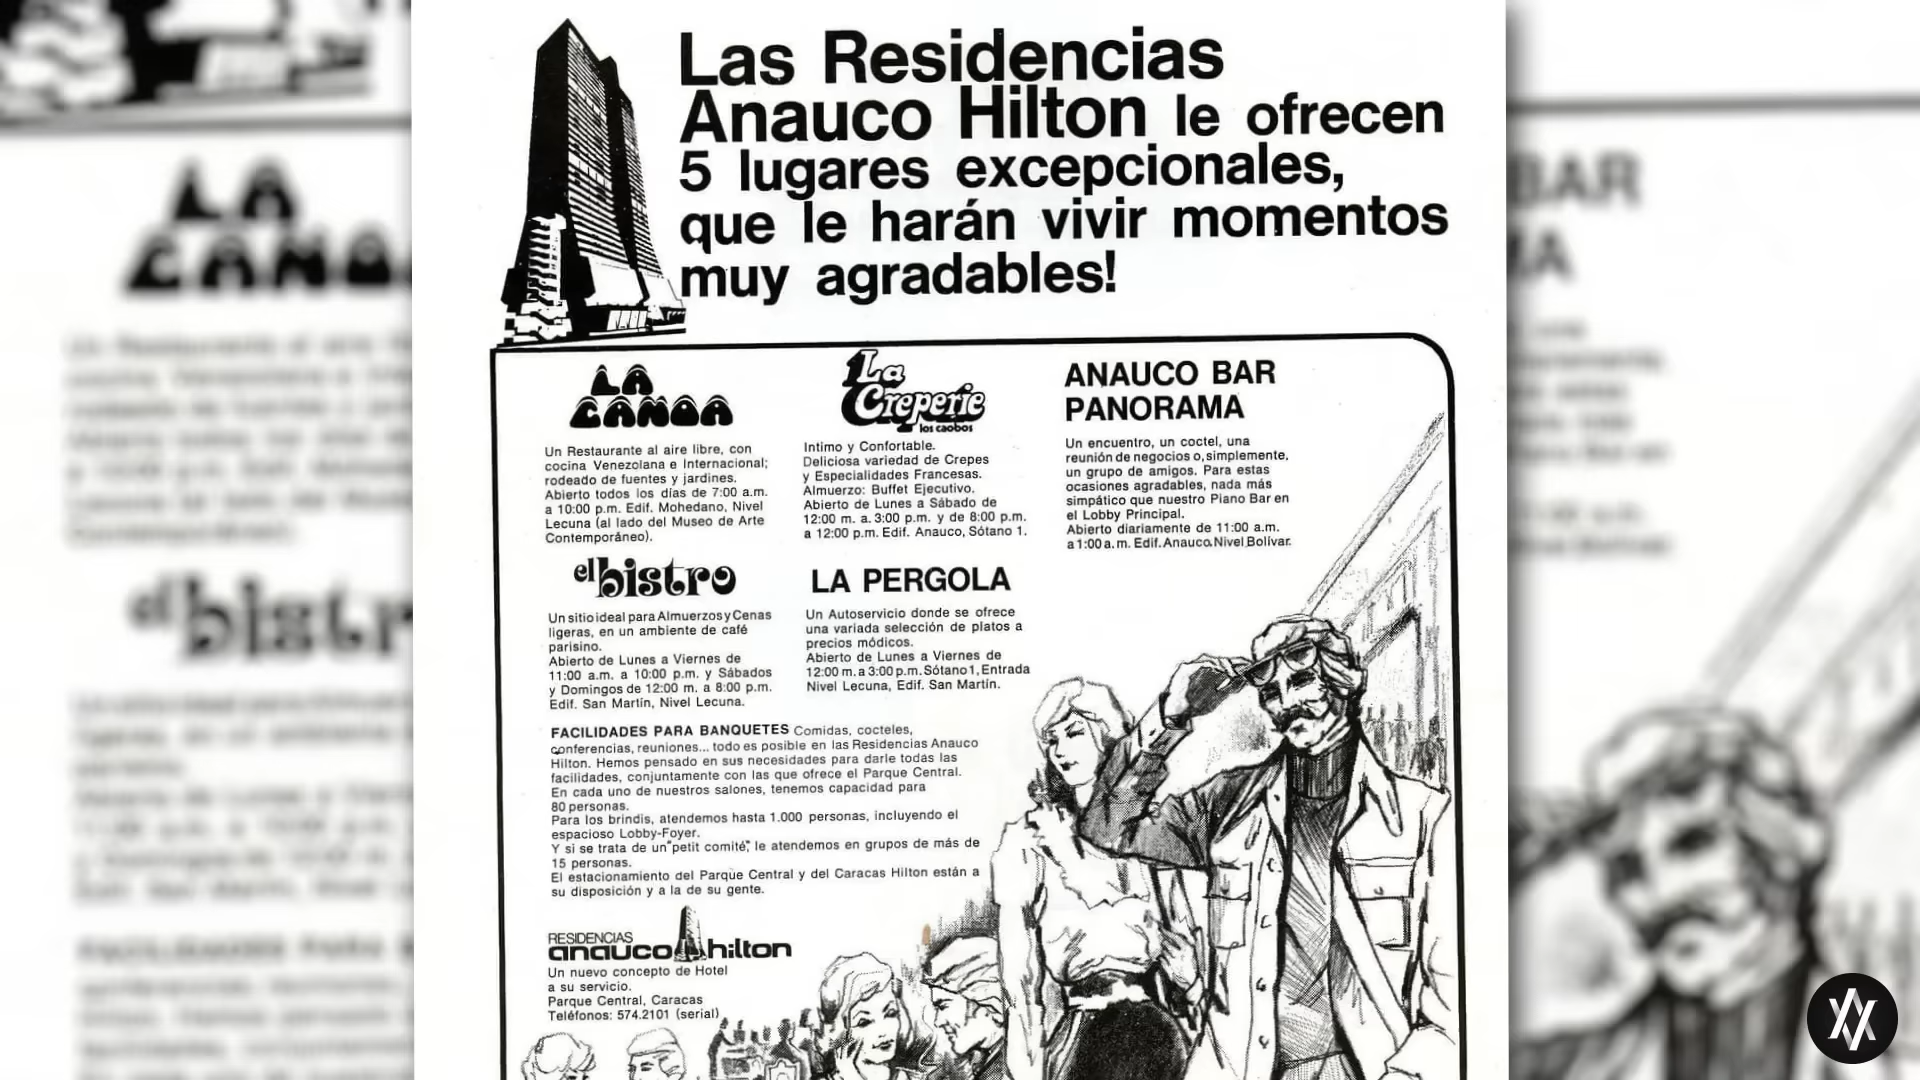 Las Residencias
Anauco Hilton le ofrecen
5 lugares excepcionales,
que le harán vivir momentos
muy agradables!
LA
CANOA
Un Restaurante al aire libre, con
cocina Venezolana e Internacional;
rodeado de fuentes y jardines.
Abierto todos los días de 7:00 a.m.
a 10:00 p.m. Edif. Mohedano, Nivel
Lecuna (al lado del Museo de Arte
Contemporáneo).
La
Creperie
los caobos
Intimo y Confortable.
Deliciosa variedad de Crepes
y Especialidades Francesas.
Almuerzo: Buffet Ejecutivo.
Abierto de Lunes a Sábado de
12:00 m. a 3:00 p.m. y de 8:00 p.m.
a 12:00 p.m. Edif. Anauco, Sótano 1.
ANAUCO BAR
PANORAMA
Un encuentro, un coctel, una
reunión de negocios o, simplemente,
un grupo de amigos. Para estas
ocasiones agradables, nada más
simpático que nuestro Piano Bar en
el Lobby Principal.
Abierto diariamente de 11:00 a.m.
a 1:00 a.m. Edif. Anauco, Nivel Bolívar.
el bistro
Un sitio ideal para Almuerzos y Cenas
ligeras, en un ambiente de café
parisino.
Abierto de Lunes a Viernes de
11:00 a.m. a 10:00 p.m. y Sábados
y Domingos de 12:00 m. a 8:00 p.m.
Edif. San Martín, Nivel Lecuna.
LA PERGOLA
Un Autoservicio donde se ofrece
una variada selección de platos a
precios módicos.
Abierto de Lunes a Viernes de
12:00 m. a 3:00 p.m. Sótano 1, Entrada
Nivel Lecuna, Edif. San Martín.
FACILIDADES PARA BANQUETES Comidas, cocteles,
conferencias, reuniones... todo es posible en las Residencias Anauco
Hilton. Hemos pensado en sus necesidades para darle todas las
facilidades, conjuntamente con las que ofrece el Parque Central.
En cada uno de nuestros salones, tenemos capacidad para
80 personas.
Para los brindis, atendemos hasta 1.000 personas, incluyendo el
espacioso Lobby-Foyer.
Y si se trata de un "petit comité", le atendemos en grupos de más de
15 personas.
El estacionamiento del Parque Central y del Caracas Hilton están a
su disposición y a la de su gente.
RESIDENCIAS
anauco hilton
Un nuevo concepto de Hotel
a su servicio.
Parque Central, Caracas
Teléfonos: 574.2101 (serial)